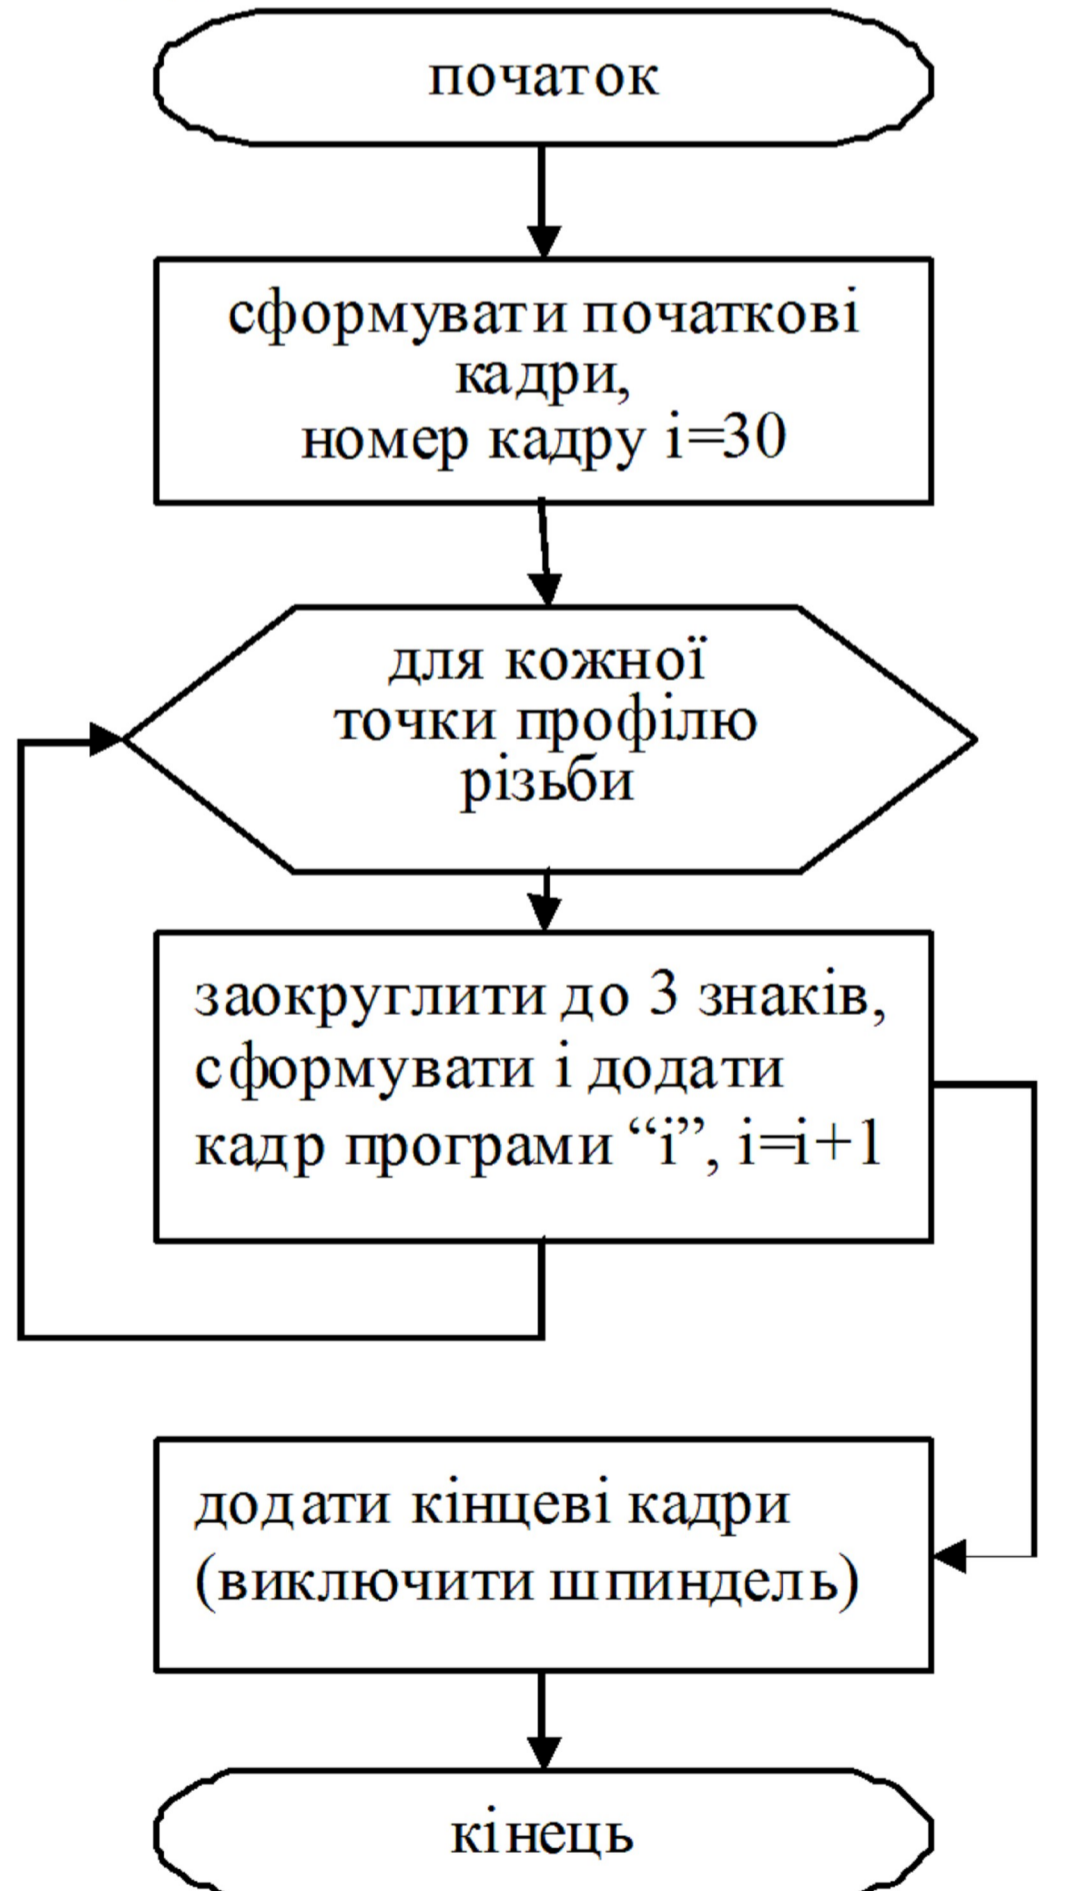 початок
сформувати початкові
кадри,
номер кадру і=30
для кожної
точки профілю
різьби
заокруглити до 3 знаків,
сформувати і додати
кадр програми “і”, і=і+1
додати кінцеві кадри
(виключити шпиндель)
кінець